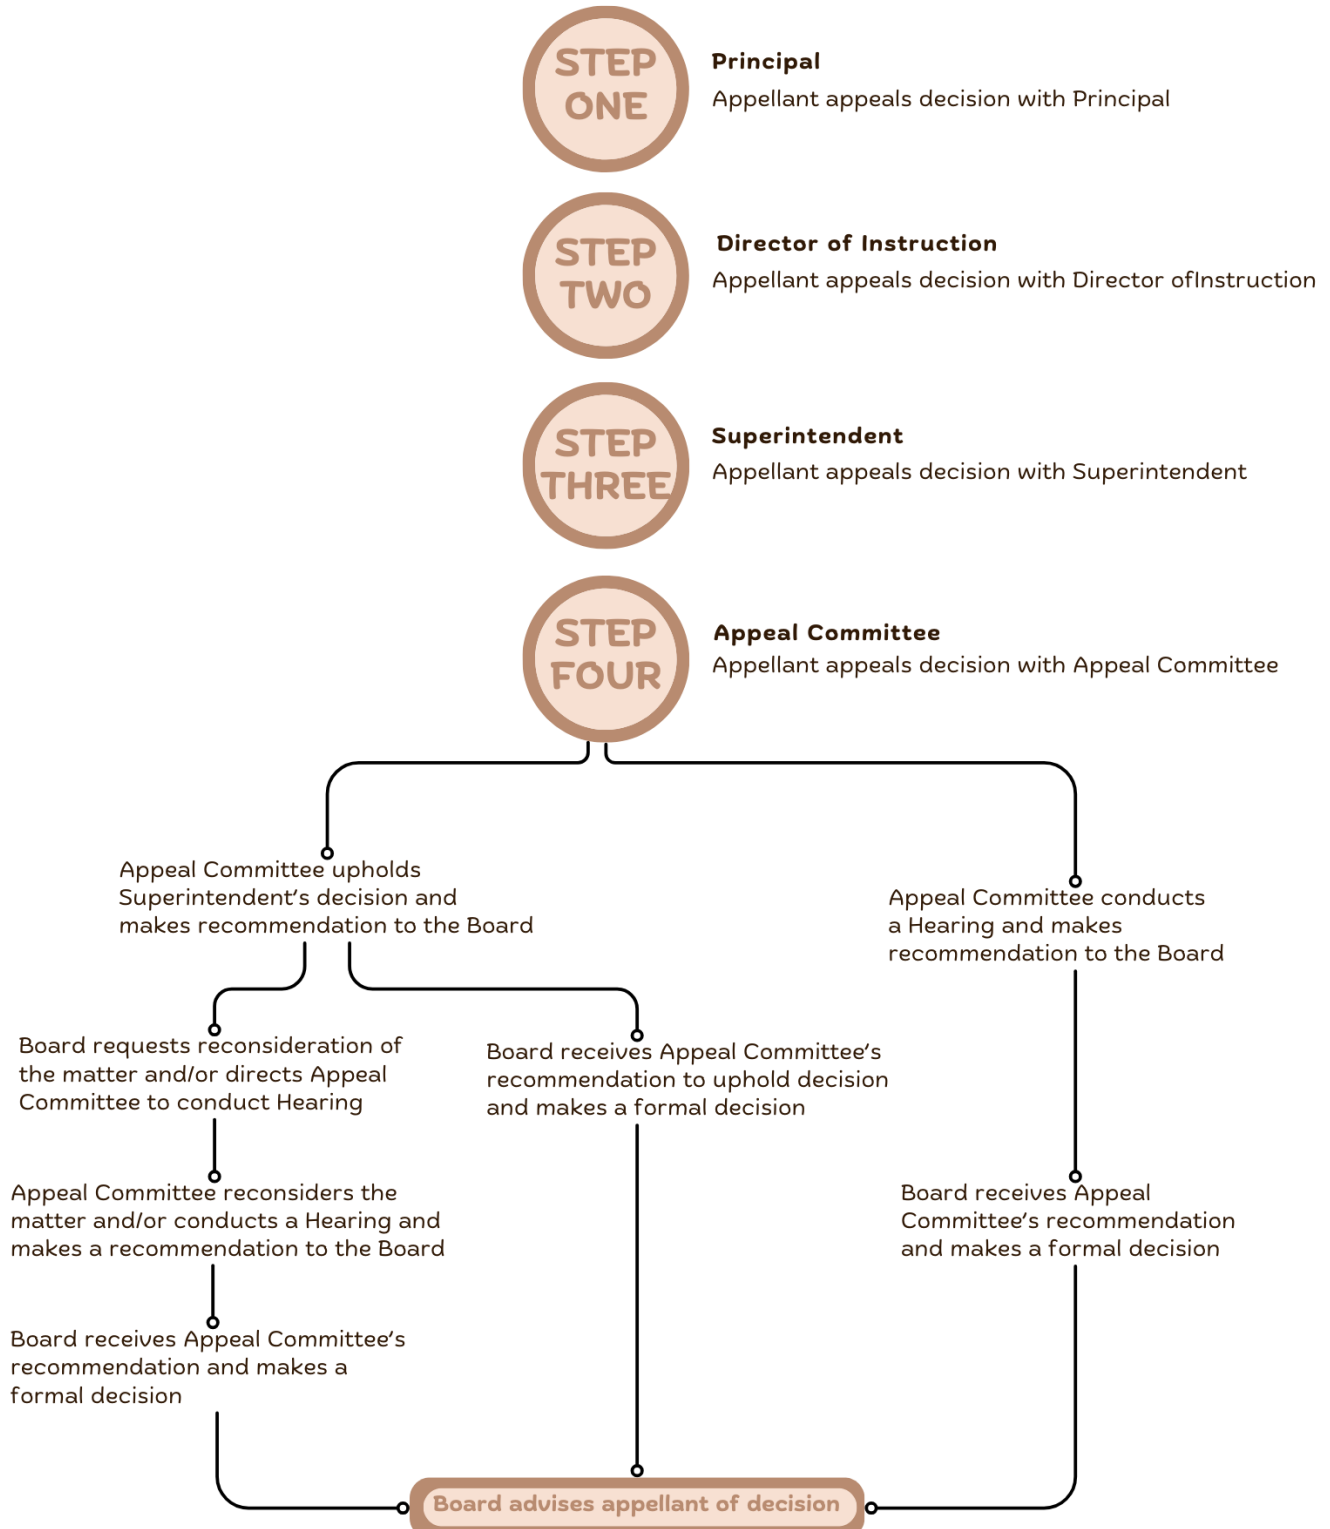 STEP
ONE
Principal
Appellant appeals decision with Principal
STEP
TWO
Director of Instruction
Appellant appeals decision with Director ofInstruction
STEP
THREE
Superintendent
Appellant appeals decision with Superintendent
STEP
FOUR
Appeal Committee
Appellant appeals decision with Appeal Committee
Appeal Committee upholds
Superintendent's decision and
makes recommendation to the Board
Appeal Committee conducts
a Hearing and makes
recommendation to the Board
Board requests reconsideration of
the matter and/or directs Appeal
Committee to conduct Hearing
Board receives Appeal Committee's
recommendation to uphold decision
and makes a formal decision
Appeal Committee reconsiders the
matter and/or conducts a Hearing and
makes a recommendation to the Board
Board receives Appeal
Committee's recommendation
and makes a formal decision
Board receives Appeal Committee's
recommendation and makes a
formal decision
Board advises appellant of decision